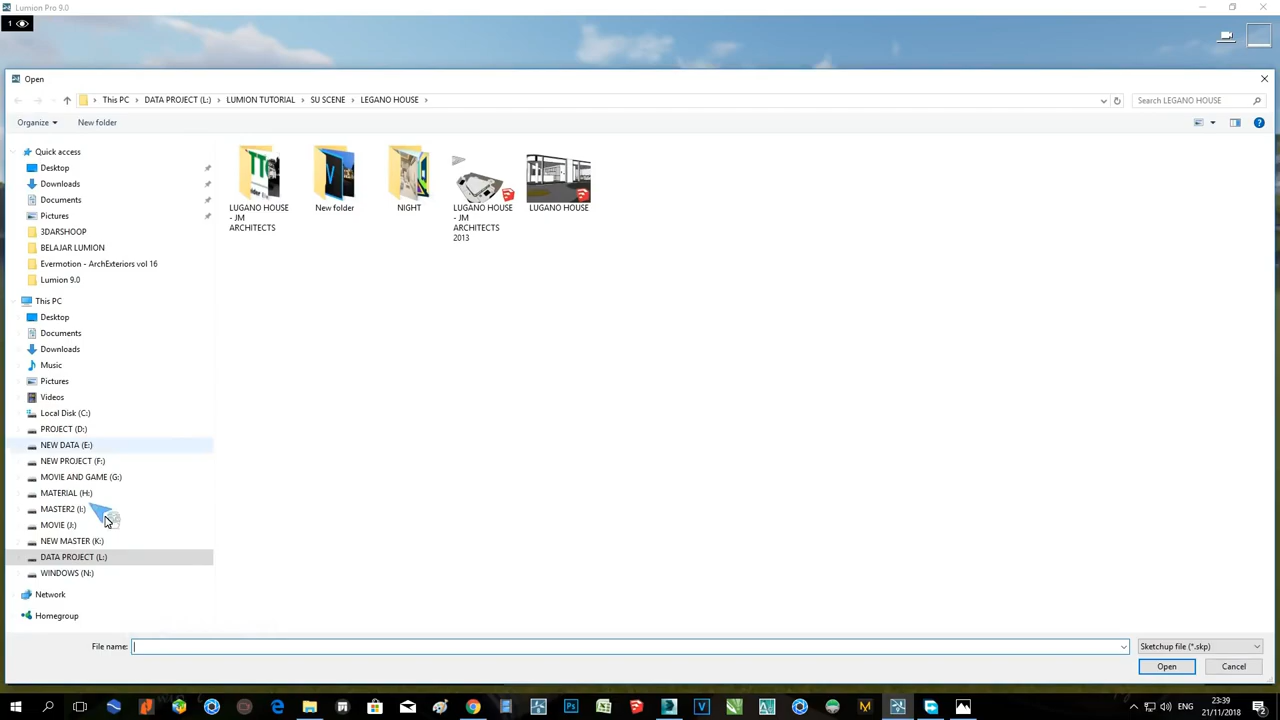 Lumion Pro 9.0
1
Open
This PC > DATA PROJECT (L:) > LUMION TUTORIAL > SU SCENE > LEGANO HOUSE >
Search LEGANO HOUSE
Organize
New folder
Quick access
Desktop
Downloads
Documents
Pictures
3DARSHOOP
BELAJAR LUMION
Evermotion - ArchExteriors vol 16
Lumion 9.0
This PC
Desktop
Documents
Downloads
Music
Pictures
Videos
Local Disk (C:)
PROJECT (D:)
NEW DATA (E:)
NEW PROJECT (F:)
MOVIE AND GAME (G:)
MATERIAL (H:)
MASTER2 (I:)
MOVIE (J:)
NEW MASTER (K:)
DATA PROJECT (L:)
WINDOWS (N:)
Network
Homegroup
LUGANO HOUSE
- JM
ARCHITECTS
New folder
NIGHT
LUGANO HOUSE
- JM
ARCHITECTS
2013
LUGANO HOUSE
File name:
Sketchup file (*.skp)
Open
Cancel
ENG
23:39
21/11/2018
2